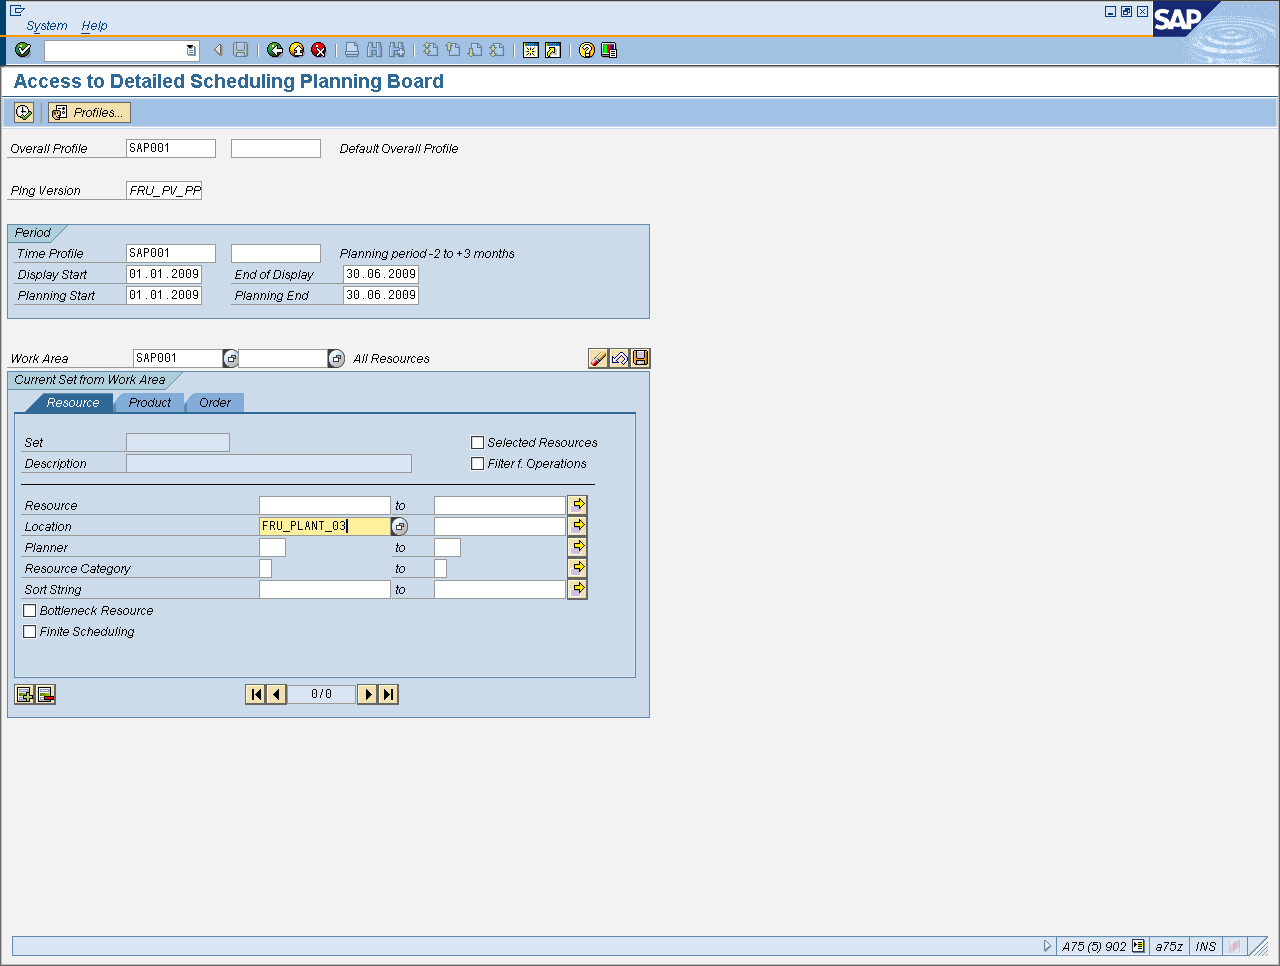 System Help
SAP
Access to Detailed Scheduling Planning Board
Profiles...
Overall Profile SAP001 Default Overall Profile
Plng Version FRU_PV_PP
Period
Time Profile SAP001 Planning period -2 to +3 months
Display Start 01.01.2009 End of Display 30.06.2009
Planning Start 01.01.2009 Planning End 30.06.2009
Work Area SAP001 All Resources
Current Set from Work Area
Resource Product Order
Set Selected Resources
Description Filter f. Operations
Resource to
Location FRU_PLANT_03
Planner to
Resource Category to
Sort String to
Bottleneck Resource
Finite Scheduling
0/0
A75 (5) 902 a75z INS